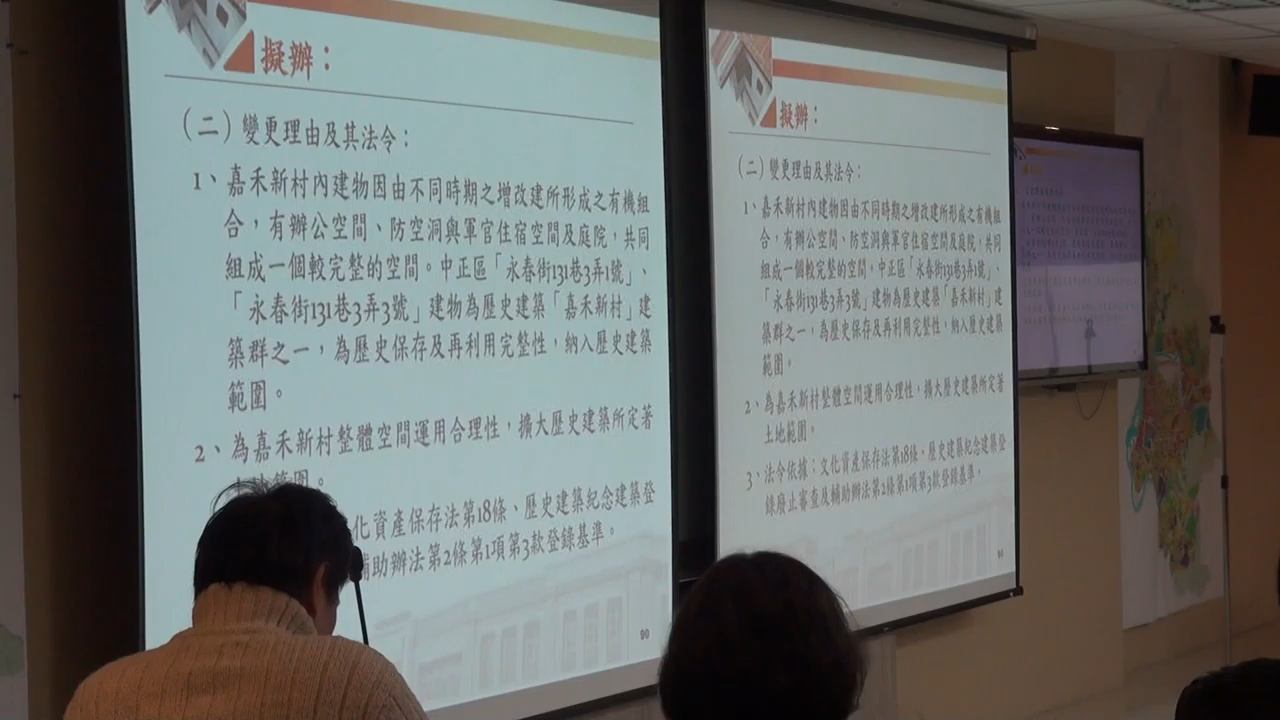 擬辦：
（二）變更理由及其法令：
1、嘉禾新村內建物因由不同時期之增改建所形成之有機組
合，有辦公空間、防空洞與軍官住宿空間及庭院，共同
組成一個較完整的空間。中正區「永春街131巷3弄1號」、
「永春街131巷3弄3號」建物為歷史建築「嘉禾新村」建
築群之一，為歷史保存及再利用完整性，納入歷史建築
範圍。
2、為嘉禾新村整體空間運用合理性，擴大歷史建築所定著
範圍。
化資產保存法第18條、歷史建築紀念建築登
輔助辦法第2條第1項第3款登錄基準。
90
擬辦：
（二）變更理由及其法令：
1、嘉禾新村內建物因由不同時期之增改建所形成之有機組
合，有辦公空間、防空洞與軍官住宿空間及庭院，共同
組成一個較完整的空間。中正區「永春街131巷3弄1號」、
「永春街131巷3弄3號」建物為歷史建築「嘉禾新村」建
築群之一，為歷史保存及再利用完整性，納入歷史建築
範圍。
2、為嘉禾新村整體空間運用合理性，擴大歷史建築所定著
土地範圍。
3、法令依據：文化資產保存法第18條、歷史建築紀念建築登
錄廢止審查及輔助辦法第2條第1項第3款登錄基準。
90